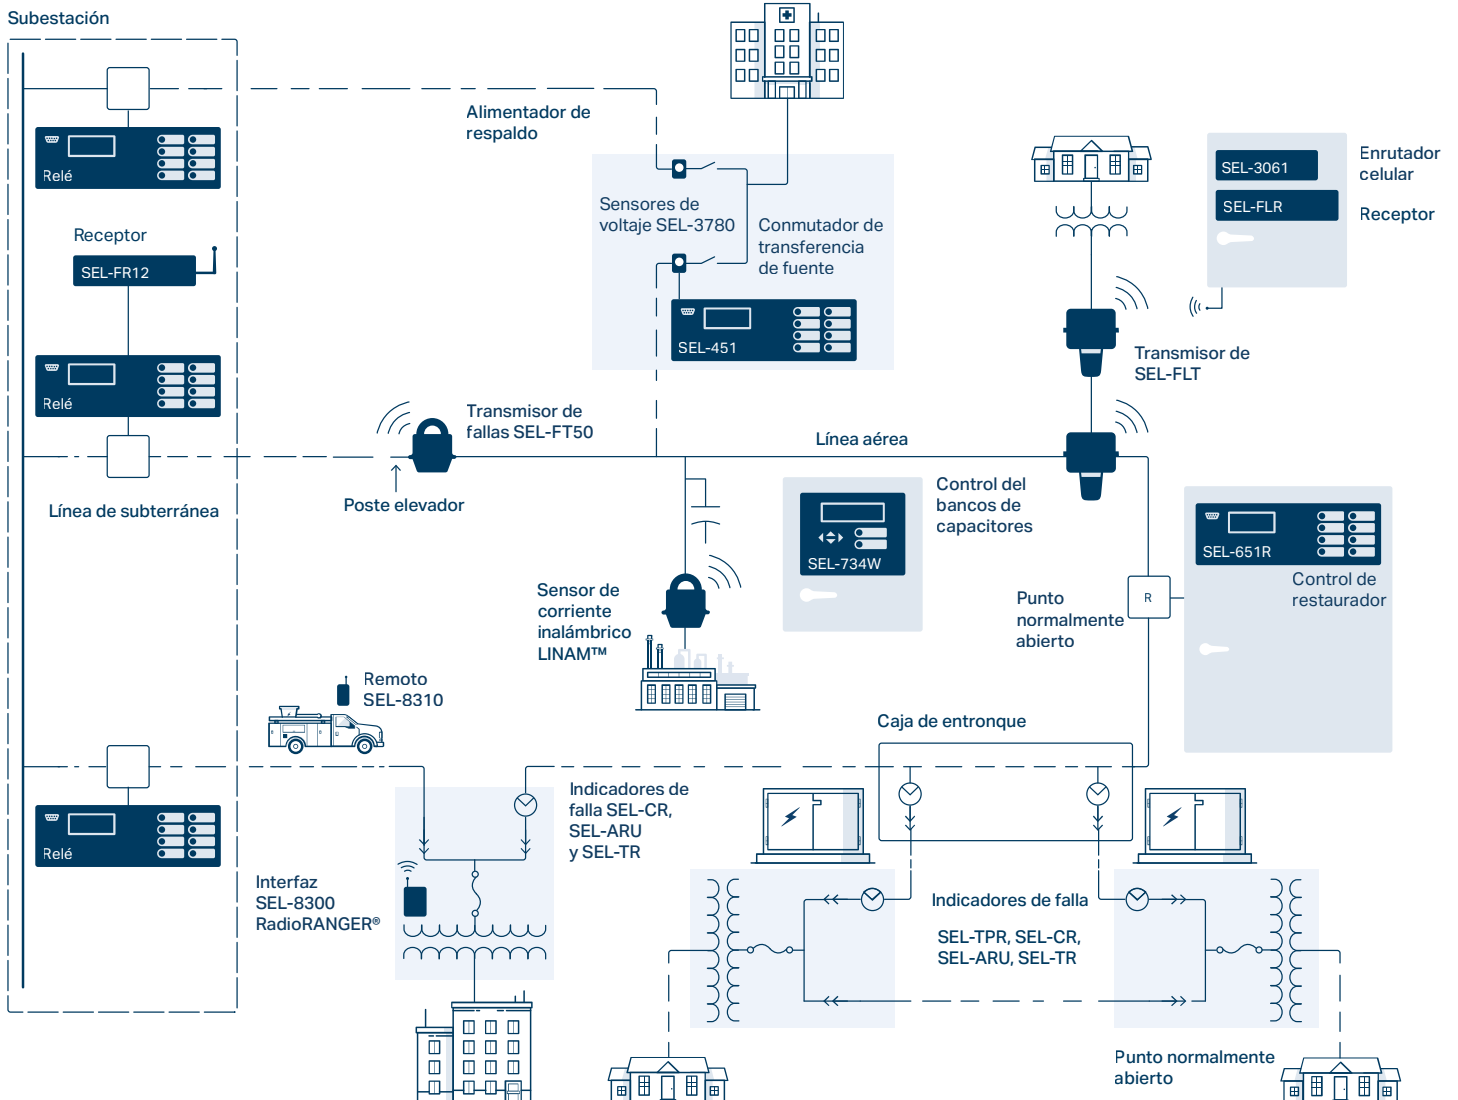 Subestación
Relé
Receptor
SEL-FR12
Relé
Línea de subterránea
Relé
Alimentador de
respaldo
Sensores de
voltaje SEL-3780
Conmutador de
transferencia
de fuente
SEL-451
SEL-3061
SEL-FLR
Enrutador
celular
Receptor
Transmisor de
SEL-FLT
Transmisor de
fallas SEL-FT50
Poste elevador
Línea aérea
Control del
bancos de
capacitores
SEL-734W
SEL-651R
Control de
restaurador
Punto
normalmente
abierto
R
Sensor de
corriente
inalámbrico
LINAM™
Remoto
SEL-8310
Caja de entronque
Indicadores de
falla SEL-CR,
SEL-ARU
y SEL-TR
Interfaz
SEL-8300
RadioRANGER®
Indicadores de falla
SEL-TPR, SEL-CR,
SEL-ARU, SEL-TR
Punto normalmente
abierto